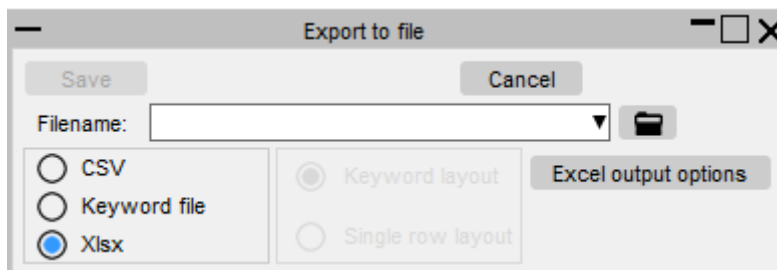 Export to file
Save Cancel
Filename:
CSV
Keyword file
Xlsx
Keyword layout
Single row layout
Excel output options